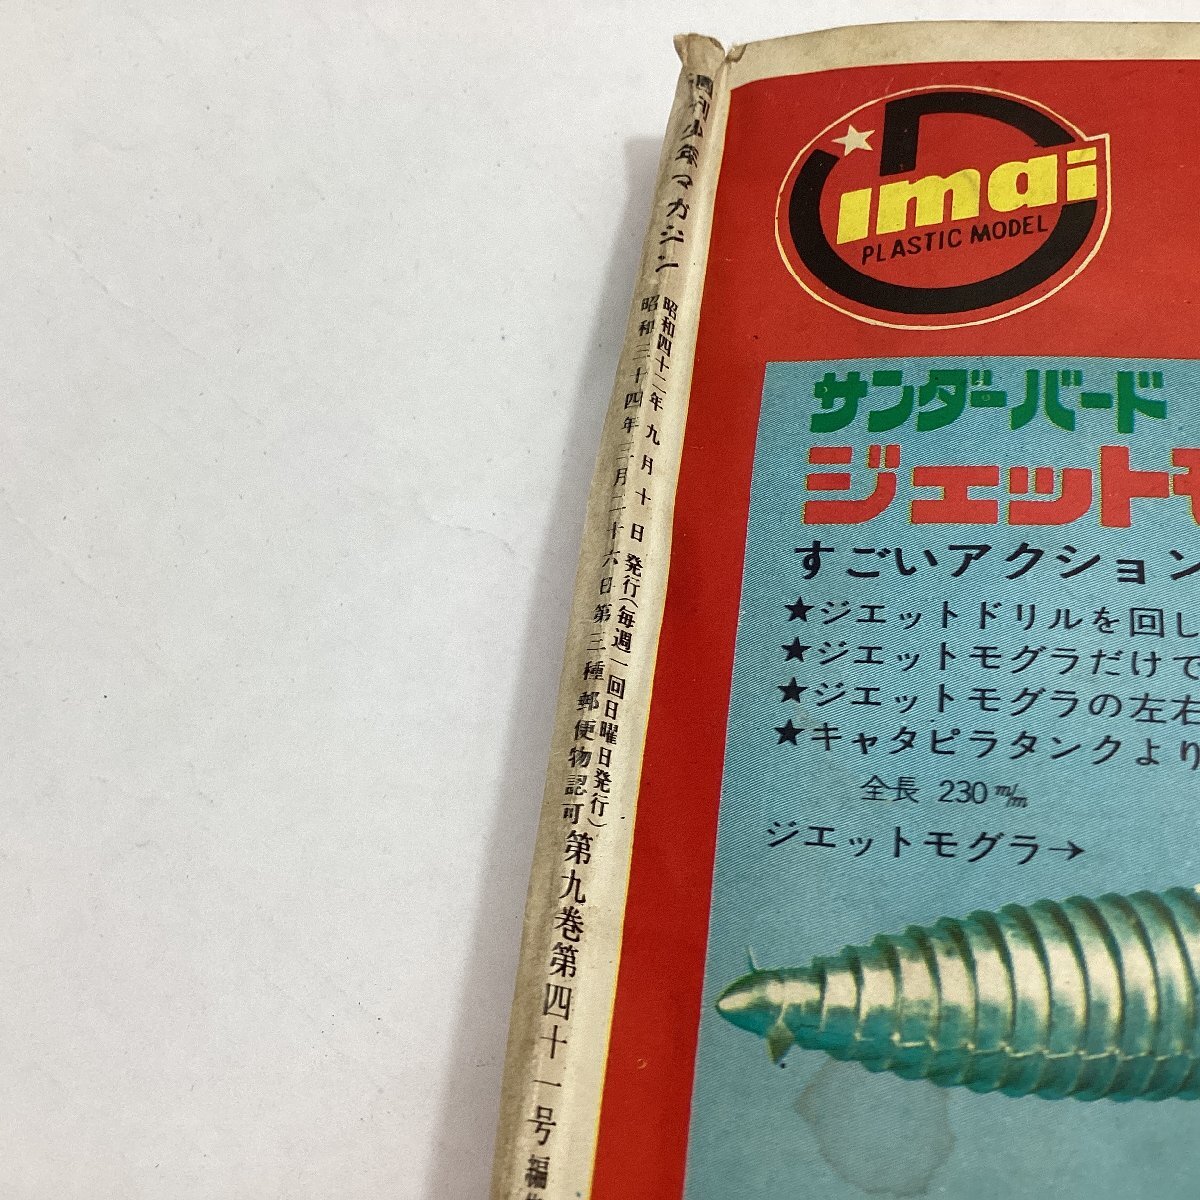 週刊少年マガジン
昭和四十二年九月十日発行(毎週一回日曜日発行)
昭和三十四年三月二十六日第三種郵便物認可
第九巻第四十一号
imai
PLASTIC MODEL
サンダーバード
ジェットモ
すごいアクション
★ジエットドリルを回し
★ジエットモグラだけで
★ジエットモグラの左右
★キャタピラタンクより
全長 230m/m
ジエットモグラ→